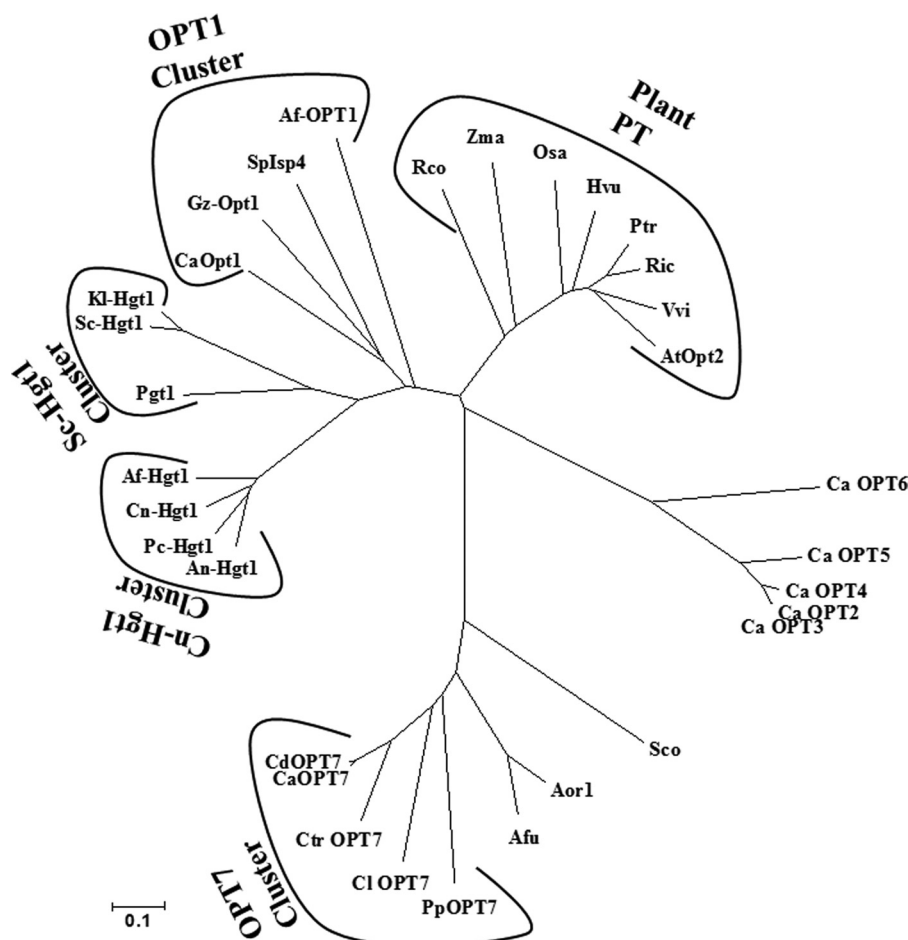 OPT1
Cluster
Af-OPT1
SpIsp4
Gz-Opt1
CaOpt1
Plant
PT
Rco
Zma
Osa
Hvu
Ptr
Ric
Vvi
AtOpt2
Kl-Hgt1
Sc-Hgt1
Pgt1
Sc-Hgt1
Cluster
Af-Hgt1
Cn-Hgt1
Pc-Hgt1
An-Hgt1
Cluster
Cn-Hgt1
Ca OPT6
Ca OPT5
Ca OPT4
Ca OPT2
Ca OPT3
Sco
Aor1
Afu
CdOPT7
CaOPT7
Ctr OPT7
Cl OPT7
PpOPT7
OPT7
Cluster
0.1